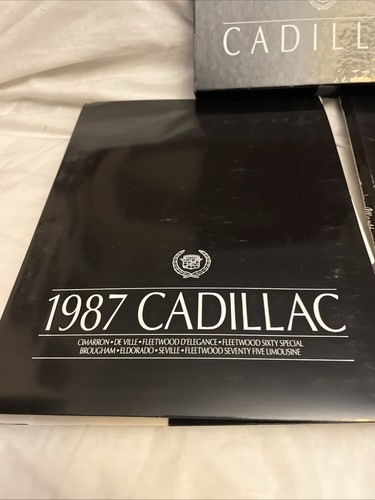 CADILL
1987 CADILLAC
CIMARRON • DE VILLE • FLEETWOOD D'ELEGANCE • FLEETWOOD SIXTY SPECIAL
BROUGHAM • ELDORADO • SEVILLE • FLEETWOOD SEVENTY FIVE LIMOUSINE